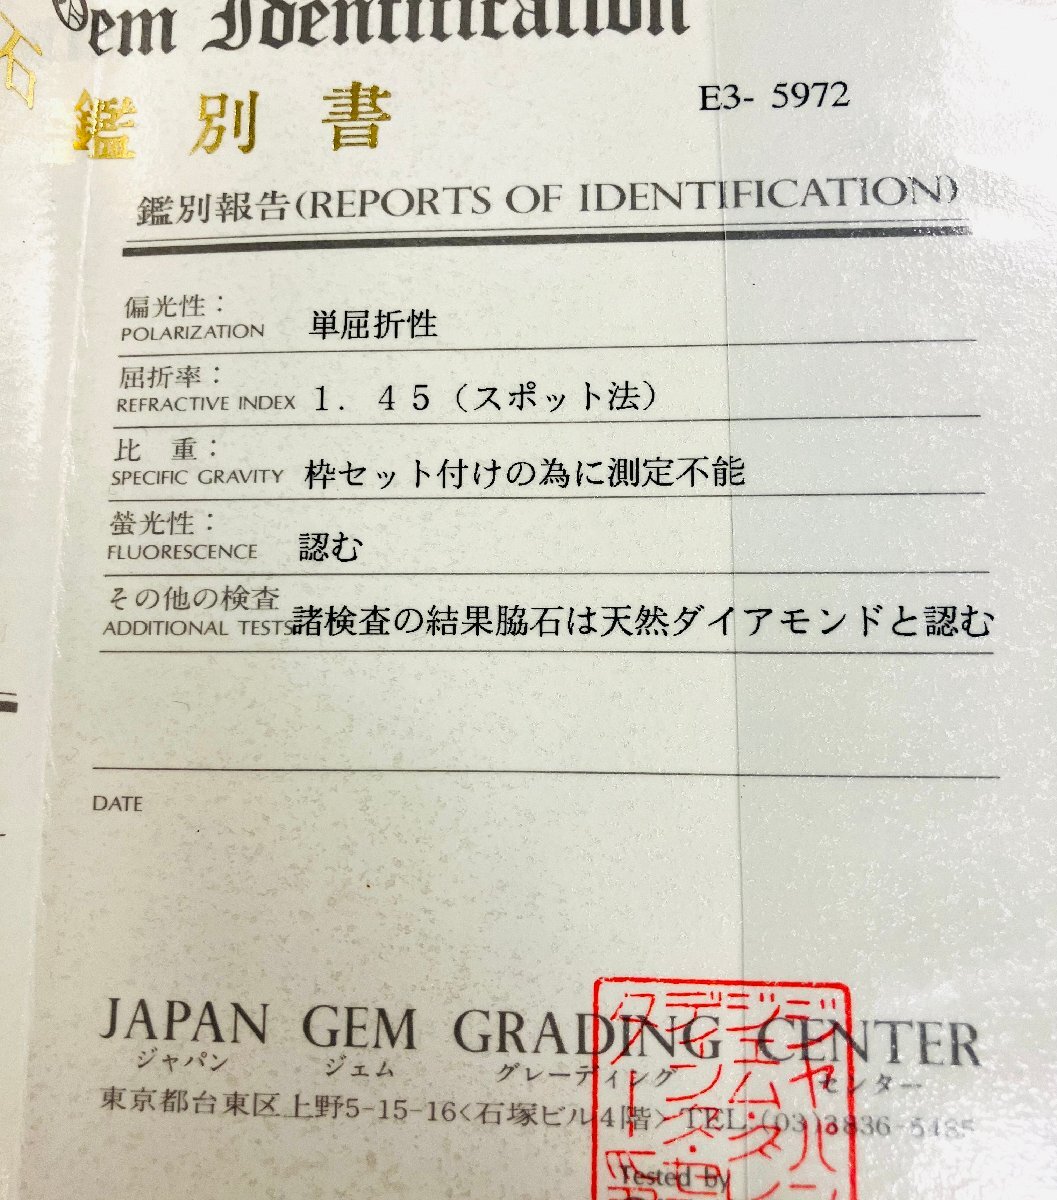 Gem Identification
石
鑑別書
E3- 5972
鑑別報告(REPORTS OF IDENTIFICATION)
偏光性：
POLARIZATION 単屈折性
屈折率：
REFRACTIVE INDEX １．４５（スポット法）
比 重：
SPECIFIC GRAVITY 枠セット付けの為に測定不能
螢光性：
FLUORESCENCE 認む
その他の検査
ADDITIONAL TESTS 諸検査の結果脇石は天然ダイアモンドと認む
DATE
JAPAN GEM GRADING CENTER
ジャパン ジェム グレーディング センター
東京都台東区上野5-15-16<石塚ビル4階> TEL:(03)3836-5485
Tested by